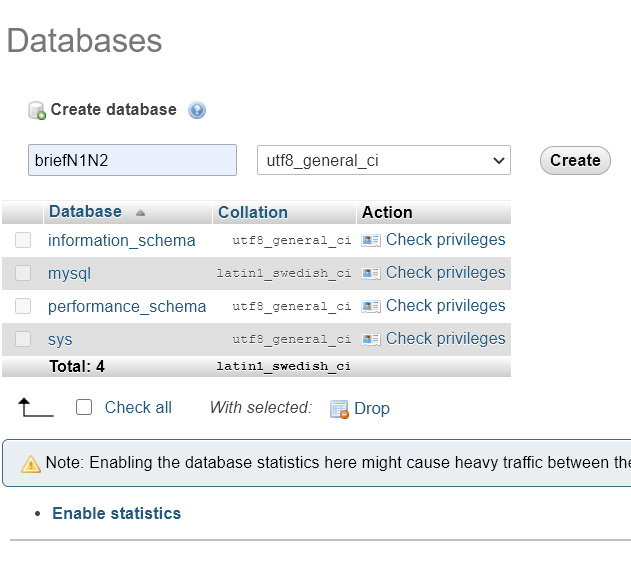 Databases
Create database
briefN1N2 utf8_general_ci Create
Database Collation Action
information_schema utf8_general_ci Check privileges
mysql latin1_swedish_ci Check privileges
performance_schema utf8_general_ci Check privileges
sys utf8_general_ci Check privileges
Total: 4 latin1_swedish_ci
Check all With selected: Drop
Note: Enabling the database statistics here might cause heavy traffic between the
Enable statistics